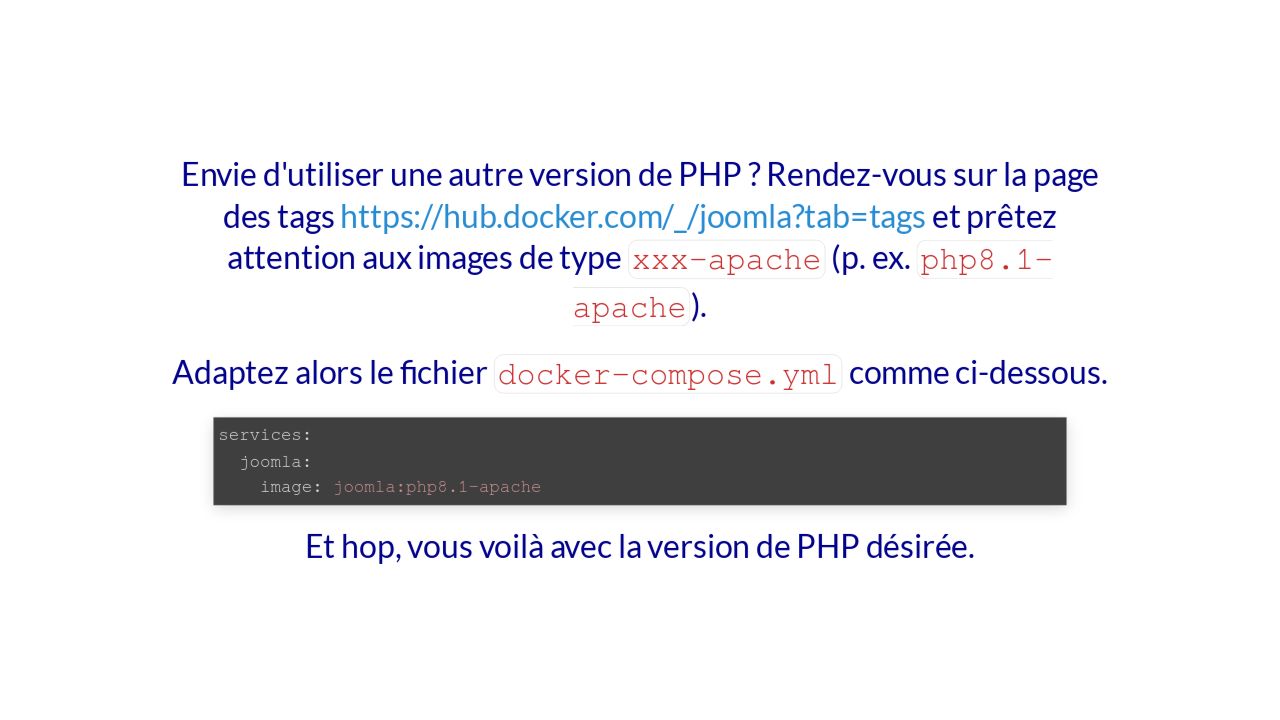 Envie d'utiliser une autre version de PHP ? Rendez-vous sur la page
des tags https://hub.docker.com/_/joomla?tab=tags et prêtez
attention aux images de type xxx-apache (p. ex. php8.1-
apache).
Adaptez alors le fichier docker-compose.yml comme ci-dessous.
services:
  joomla:
    image: joomla:php8.1-apache
Et hop, vous voilà avec la version de PHP désirée.